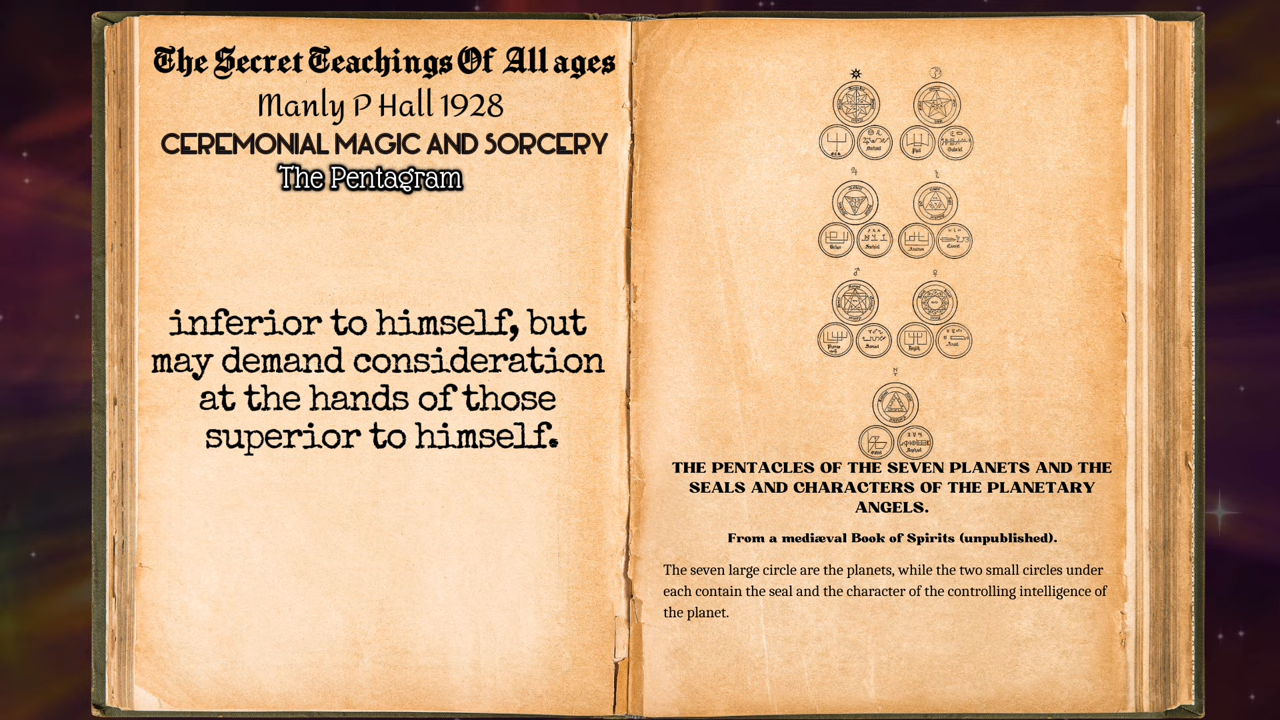 The Secret Teachings Of All ages
Manly P Hall 1928
CEREMONIAL MAGIC AND SORCERY
The Pentagram
inferior to himself, but
may demand consideration
at the hands of those
superior to himself.
THE PENTACLES OF THE SEVEN PLANETS AND THE
SEALS AND CHARACTERS OF THE PLANETARY
ANGELS.
From a mediæval Book of Spirits (unpublished).
The seven large circle are the planets, while the two small circles under
each contain the seal and the character of the controlling intelligence of
the planet.